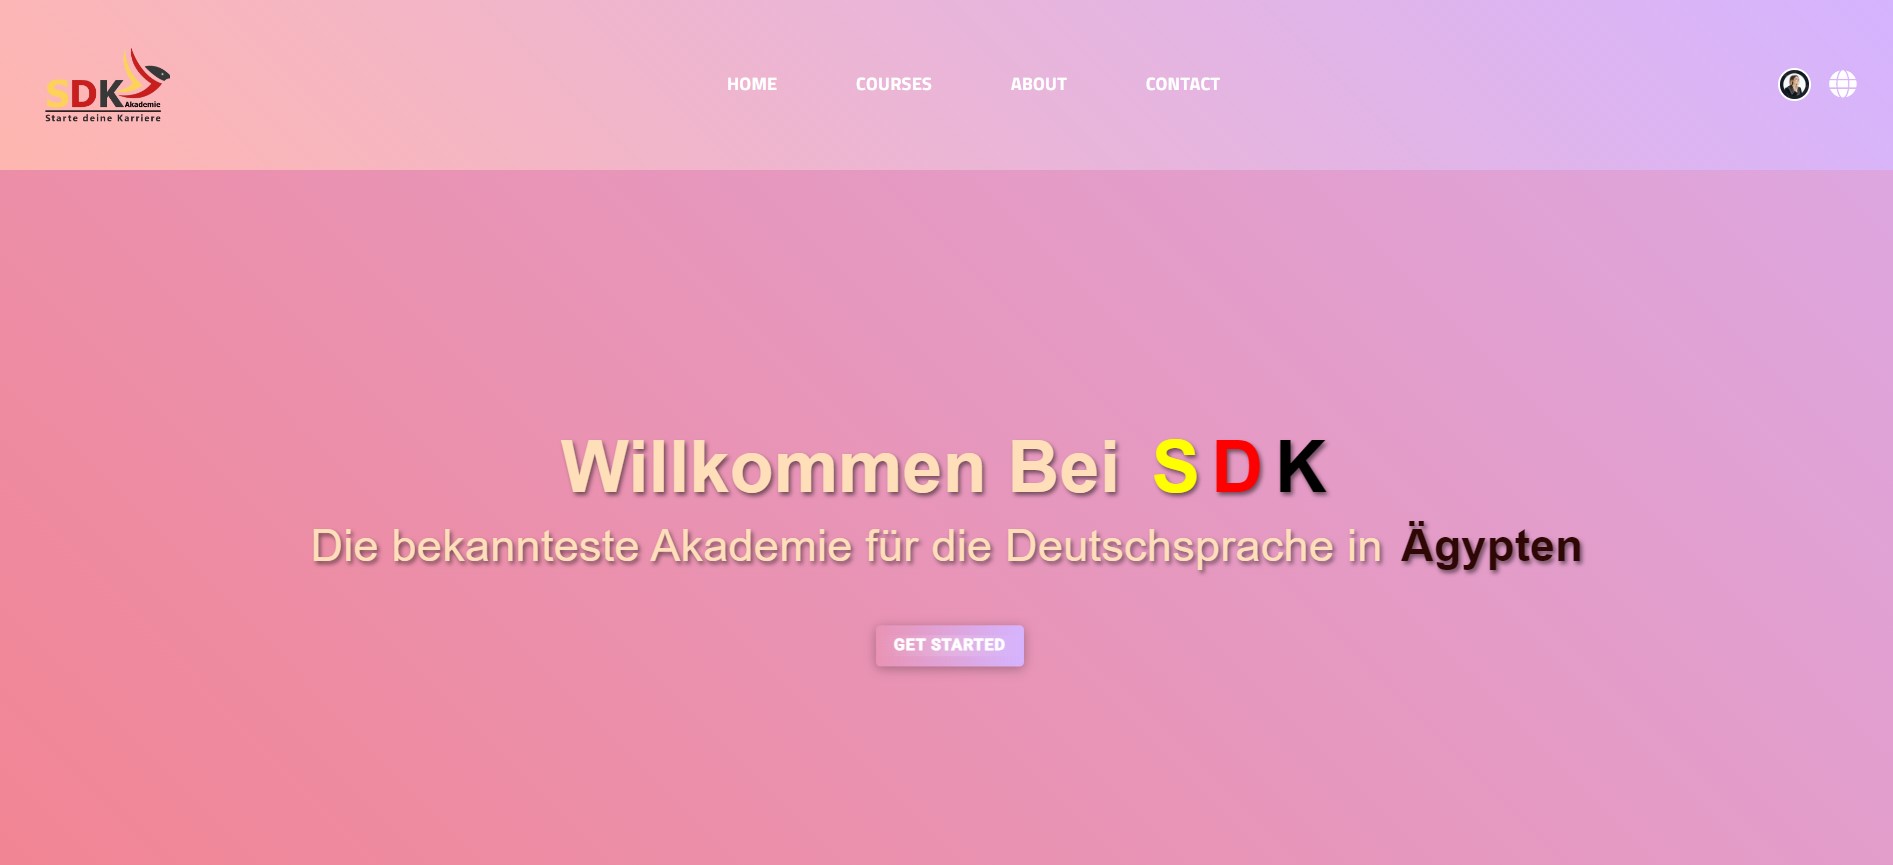 SDK Akademie
Starte deine Karriere
HOME
COURSES
ABOUT
CONTACT
Willkommen Bei SDK
Die bekannteste Akademie für die Deutschsprache in Ägypten
GET STARTED